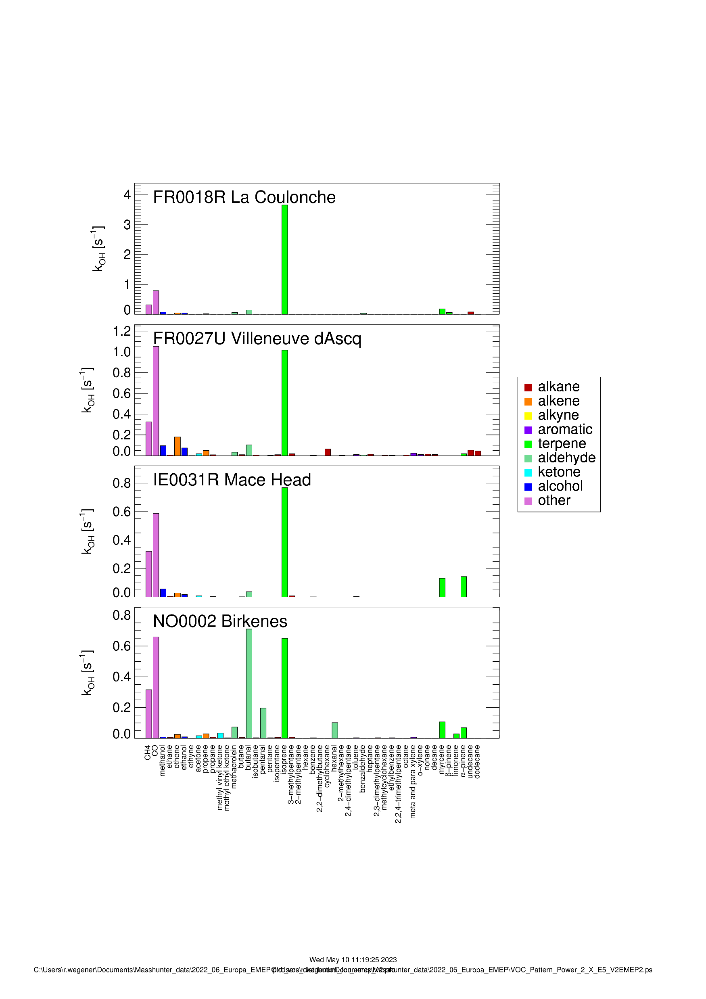 FR0018R La Coulonche
kOH [s−1]
4
3
2
1
0
FR0027U Villeneuve dAscq
kOH [s−1]
1.2
1.0
0.8
0.6
0.4
0.2
0.0
IE0031R Mace Head
kOH [s−1]
0.8
0.6
0.4
0.2
0.0
NO0002 Birkenes
kOH [s−1]
0.8
0.6
0.4
0.2
0.0
CH4
CO
methanol
ethane
ethene
ethanol
ethyne
acetone
propene
propane
methyl vinyl ketone
methyl ethyl ketone
methacrolein
butane
butanal
isobutane
pentanal
pentane
isopentane
isoprene
3−methylpentane
2−methylpentane
hexane
benzene
2,2−dimethylbutane
cyclohexane
hexanal
2−methylhexane
2,4−dimethylpentane
toluene
benzaldehyde
heptane
2,3−dimethylpentane
methylcyclohexane
ethylbenzene
2,2,4−trimethylpentane
octane
meta and para xylene
o−xylene
nonane
decane
myrcene
β−pinene
limonene
α−pinene
undecane
dodecane
alkane
alkene
alkyne
aromatic
terpene
aldehyde
ketone
alcohol
other
Wed May 10 11:19:25 2023
C:\Users\r.wegener\Documents\Masshunter_data\2022_06_Europa_EMEP\VOC_Pattern_Power_2_X_E5_V2EMEP2.ps